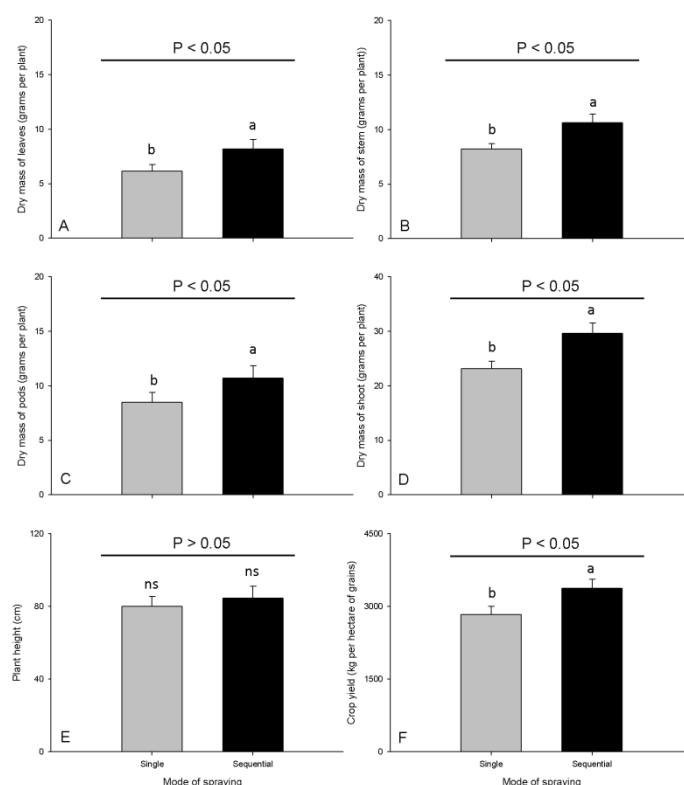 20
15
10
5
0
Dry mass of leaves (grams per plant)
P < 0.05
b
a
A
20
15
10
5
0
Dry mass of stem (grams per plant))
P < 0.05
b
a
B
20
15
10
5
0
Dry mass of pods (grams per plant)
P < 0.05
b
a
C
40
30
20
10
0
Dry mass of shoot (grams per plant)
P < 0.05
b
a
D
120
80
40
0
Plant height (cm)
P > 0.05
ns
ns
E
Single
Sequential
Mode of spraying
4500
3000
1500
0
Crop yield (kg per hectare of grains)
P < 0.05
b
a
F
Single
Sequential
Mode of spraying